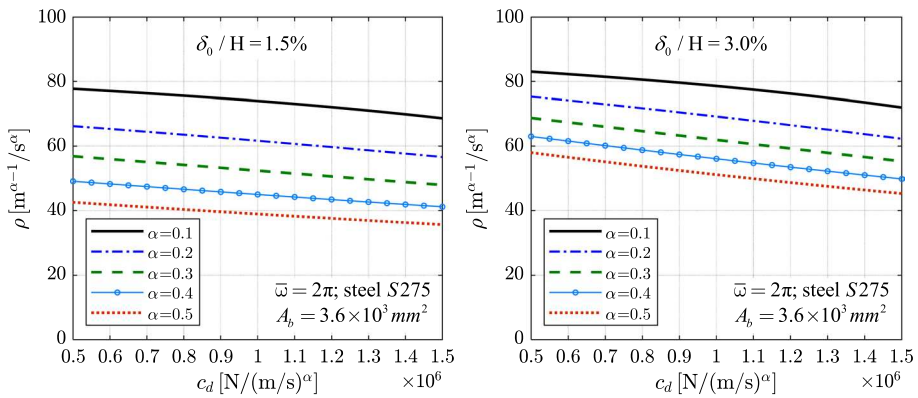 100
80
60
40
20
0
ρ [m^{α−1}/s^α]
δ₀ / H = 1.5%
α=0.1
α=0.2
α=0.3
α=0.4
α=0.5
ω̅ = 2π; steel S275
A_b = 3.6×10³ mm²
0.5 0.6 0.7 0.8 0.9 1 1.1 1.2 1.3 1.4 1.5
c_d [N/(m/s)^α]
×10⁶
100
80
60
40
20
0
ρ [m^{α−1}/s^α]
δ₀ / H = 3.0%
α=0.1
α=0.2
α=0.3
α=0.4
α=0.5
ω̅ = 2π; steel S275
A_b = 3.6×10³ mm²
0.5 0.6 0.7 0.8 0.9 1 1.1 1.2 1.3 1.4 1.5
c_d [N/(m/s)^α]
×10⁶